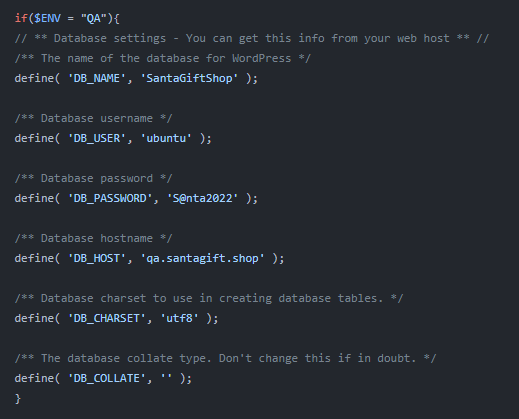 if($ENV = "QA"){
// ** Database settings - You can get this info from your web host ** //
/** The name of the database for WordPress */
define( 'DB_NAME', 'SantaGiftShop' );
/** Database username */
define( 'DB_USER', 'ubuntu' );
/** Database password */
define( 'DB_PASSWORD', 'S@nta2022' );
/** Database hostname */
define( 'DB_HOST', 'qa.santagift.shop' );
/** Database charset to use in creating database tables. */
define( 'DB_CHARSET', 'utf8' );
/** The database collate type. Don't change this if in doubt. */
define( 'DB_COLLATE', '' );
}